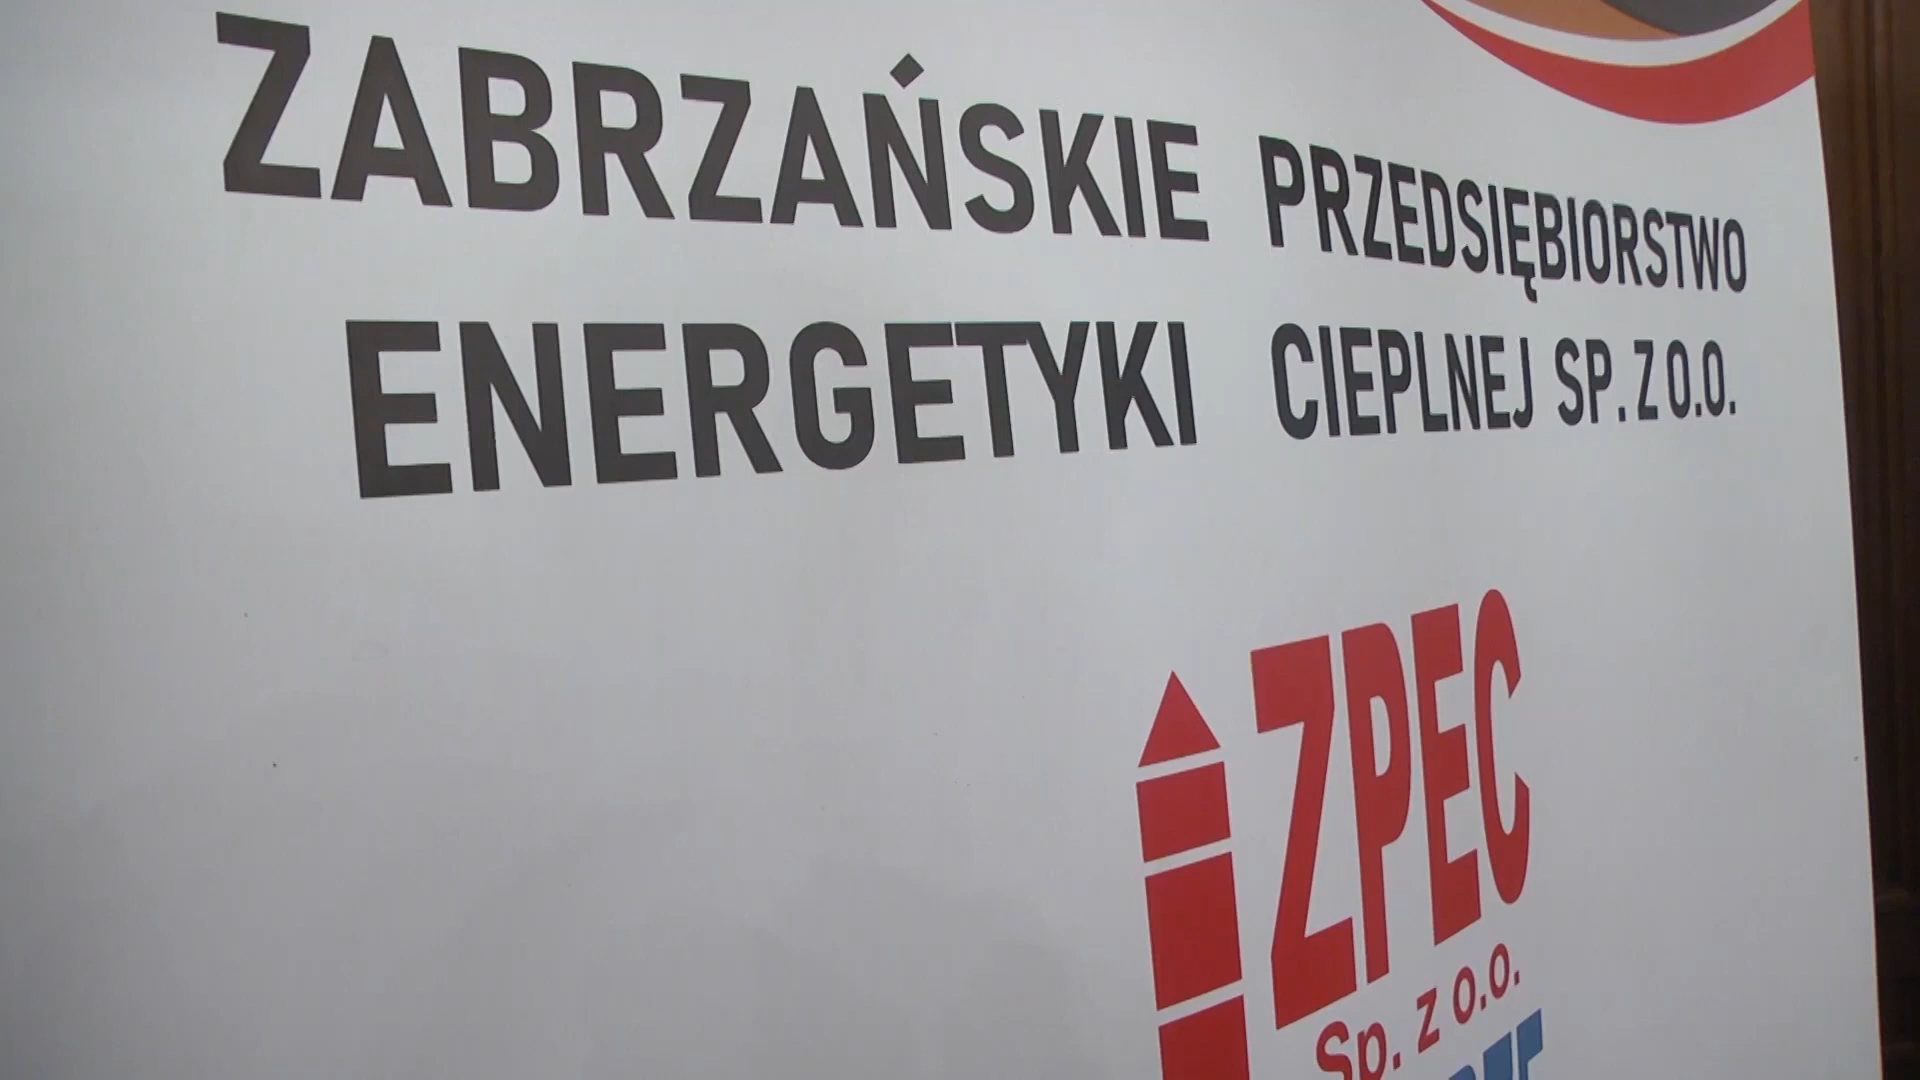 ZABRZAŃSKIE PRZEDSIĘBIORSTWO
ENERGETYKI CIEPLNEJ SP. Z O.O.
ZPEC
Sp. z o.o.